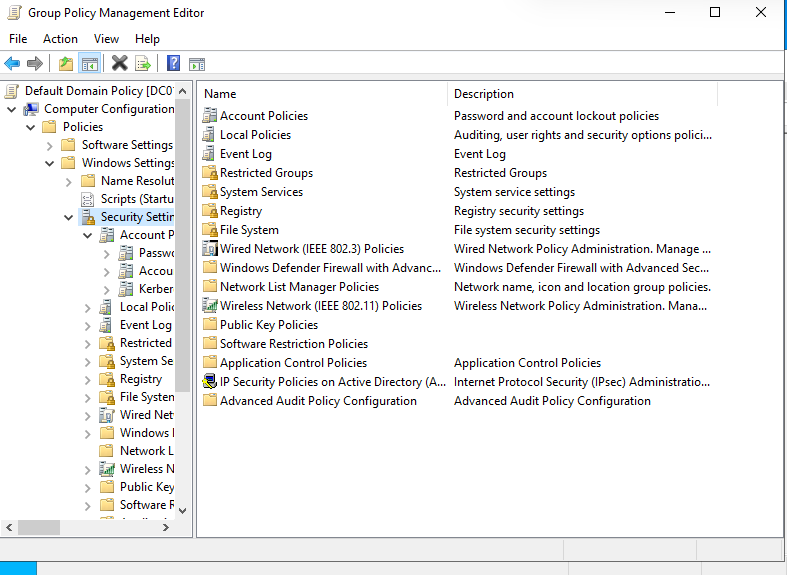 Group Policy Management Editor
File Action View Help
Default Domain Policy [DC0
Computer Configuration
Policies
Software Settings
Windows Settings
Name Resolut
Scripts (Startu
Security Settin
Account P
Passwo
Accou
Kerber
Local Polic
Event Log
Restricted
System Se
Registry
File System
Wired Net
Windows
Network L
Wireless N
Public Key
Software R
Name Description
Account Policies Password and account lockout policies
Local Policies Auditing, user rights and security options polici...
Event Log Event Log
Restricted Groups Restricted Groups
System Services System service settings
Registry Registry security settings
File System File system security settings
Wired Network (IEEE 802.3) Policies Wired Network Policy Administration. Manage ...
Windows Defender Firewall with Advanc... Windows Defender Firewall with Advanced Sec...
Network List Manager Policies Network name, icon and location group policies.
Wireless Network (IEEE 802.11) Policies Wireless Network Policy Administration. Mana...
Public Key Policies
Software Restriction Policies
Application Control Policies Application Control Policies
IP Security Policies on Active Directory (A... Internet Protocol Security (IPsec) Administratio...
Advanced Audit Policy Configuration Advanced Audit Policy Configuration